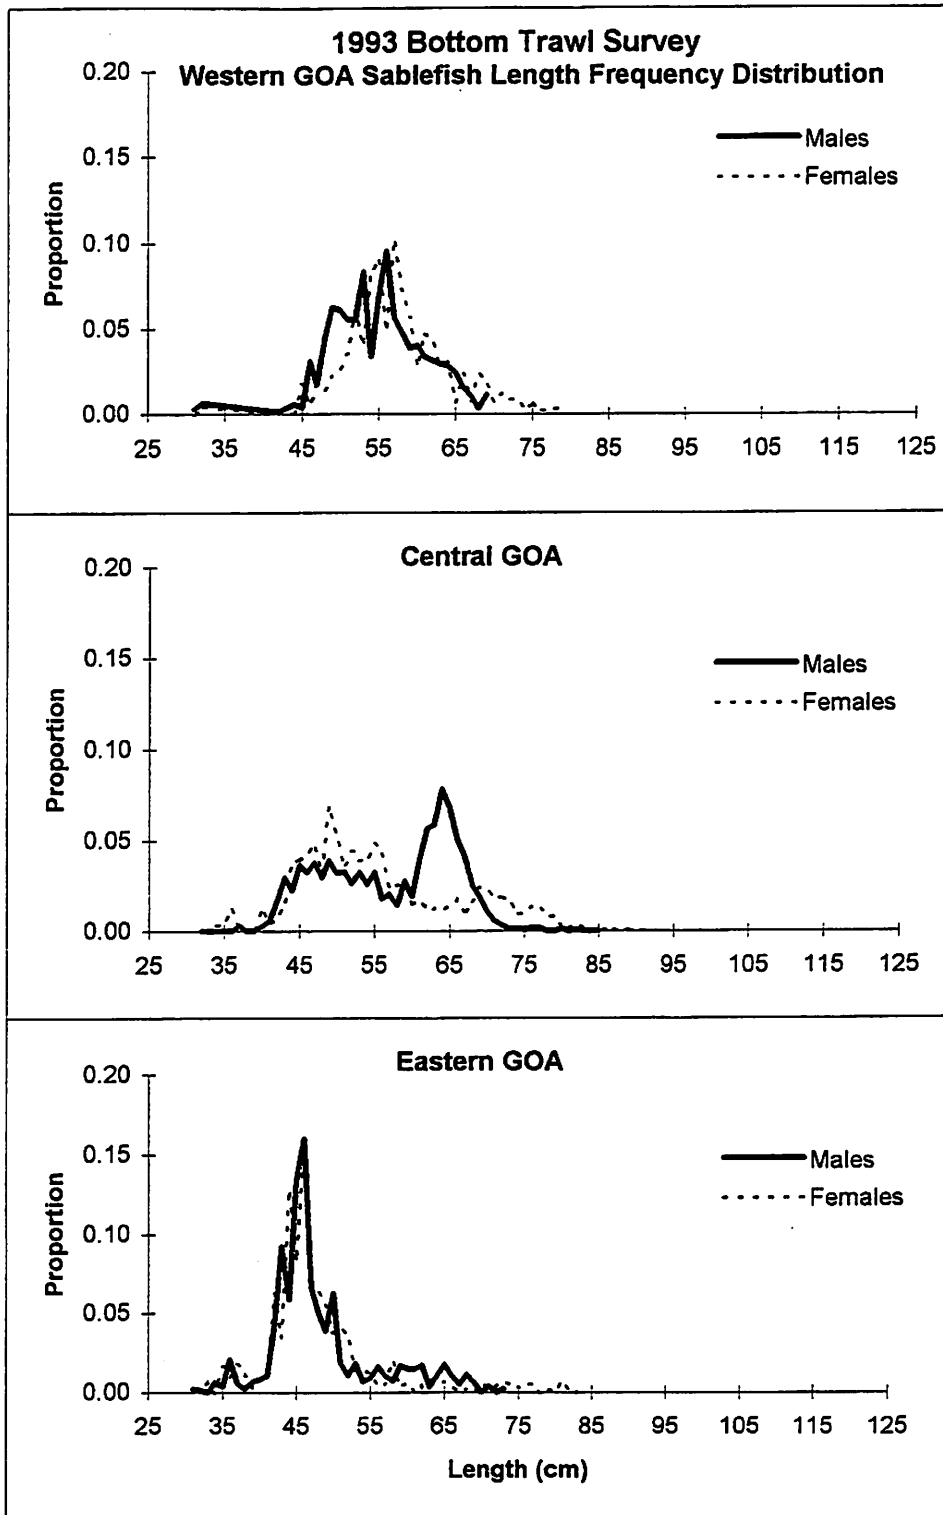 1993 Bottom Trawl Survey
Western GOA Sablefish Length Frequency Distribution
0.20
0.15
0.10
0.05
0.00
Proportion
Males
Females
25 35 45 55 65 75 85 95 105 115 125
Central GOA
0.20
0.15
0.10
0.05
0.00
Proportion
Males
Females
25 35 45 55 65 75 85 95 105 115 125
Eastern GOA
0.20
0.15
0.10
0.05
0.00
Proportion
Males
Females
25 35 45 55 65 75 85 95 105 115 125
Length (cm)